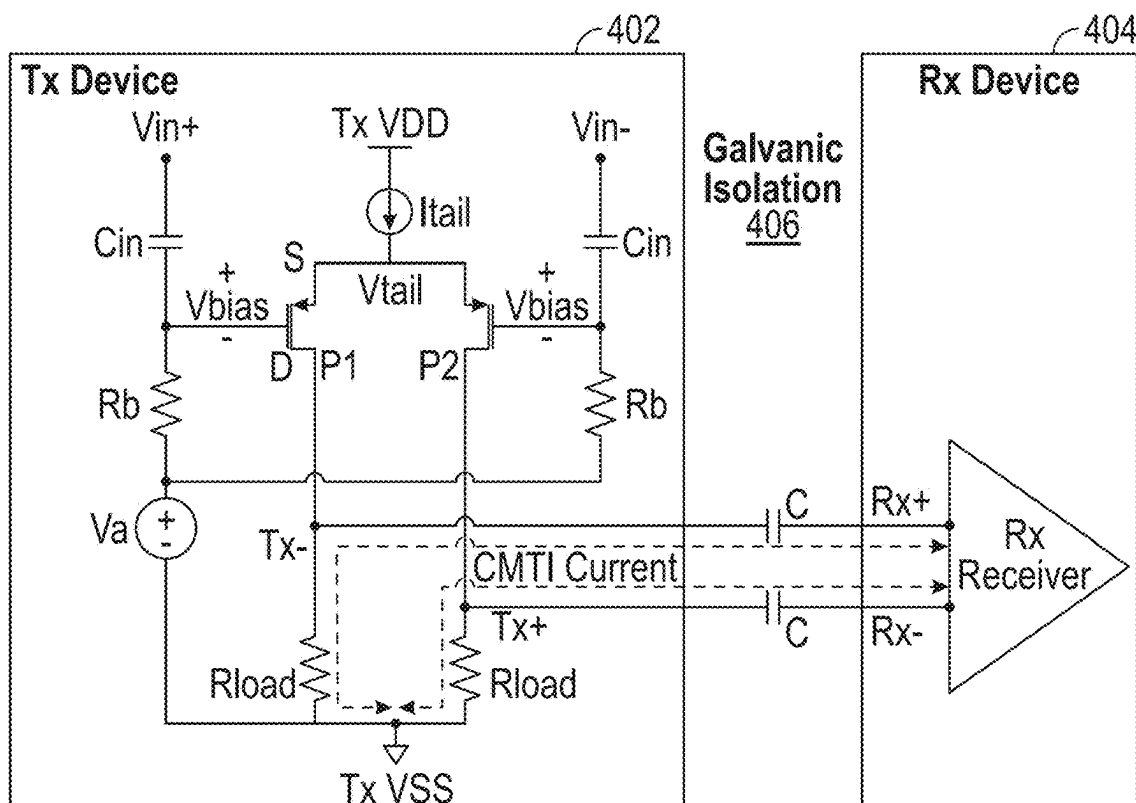 402
404
Tx Device
Rx Device
Vin+
Tx VDD
Vin-
Galvanic
Isolation
406
Itail
Cin
Cin
S
+
Vbias
-
Vtail
+
Vbias
-
D
P1
P2
Rb
Rb
Va
+
-
Tx-
C
Rx+
CMTI Current
Rx
Receiver
Tx+
C
Rx-
Rload
Rload
Tx VSS